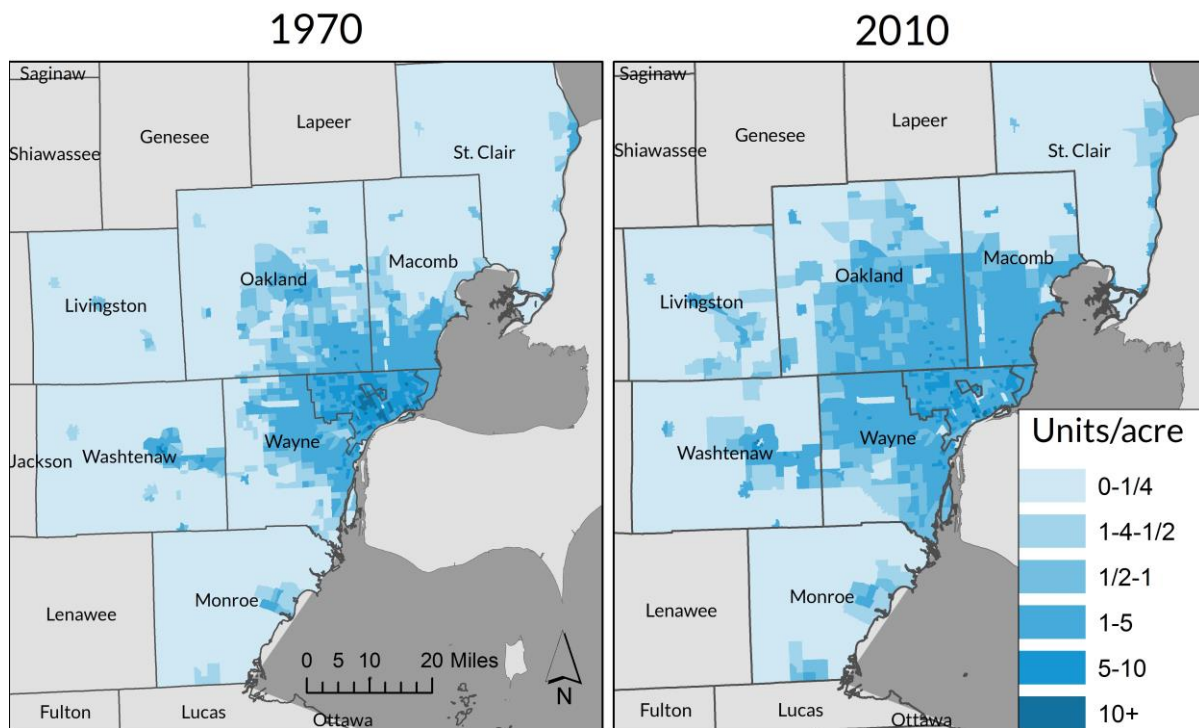 1970
Saginaw
Shiawassee
Genesee
Lapeer
St. Clair
Livingston
Oakland
Macomb
Jackson
Washtenaw
Wayne
Lenawee
Monroe
0 5 10 20 Miles
N
Fulton
Lucas
Ottawa
2010
Saginaw
Shiawassee
Genesee
Lapeer
St. Clair
Livingston
Oakland
Macomb
Jackson
Washtenaw
Wayne
Lenawee
Monroe
Fulton
Lucas
Ottawa
Units/acre
0-1/4
1-4-1/2
1/2-1
1-5
5-10
10+